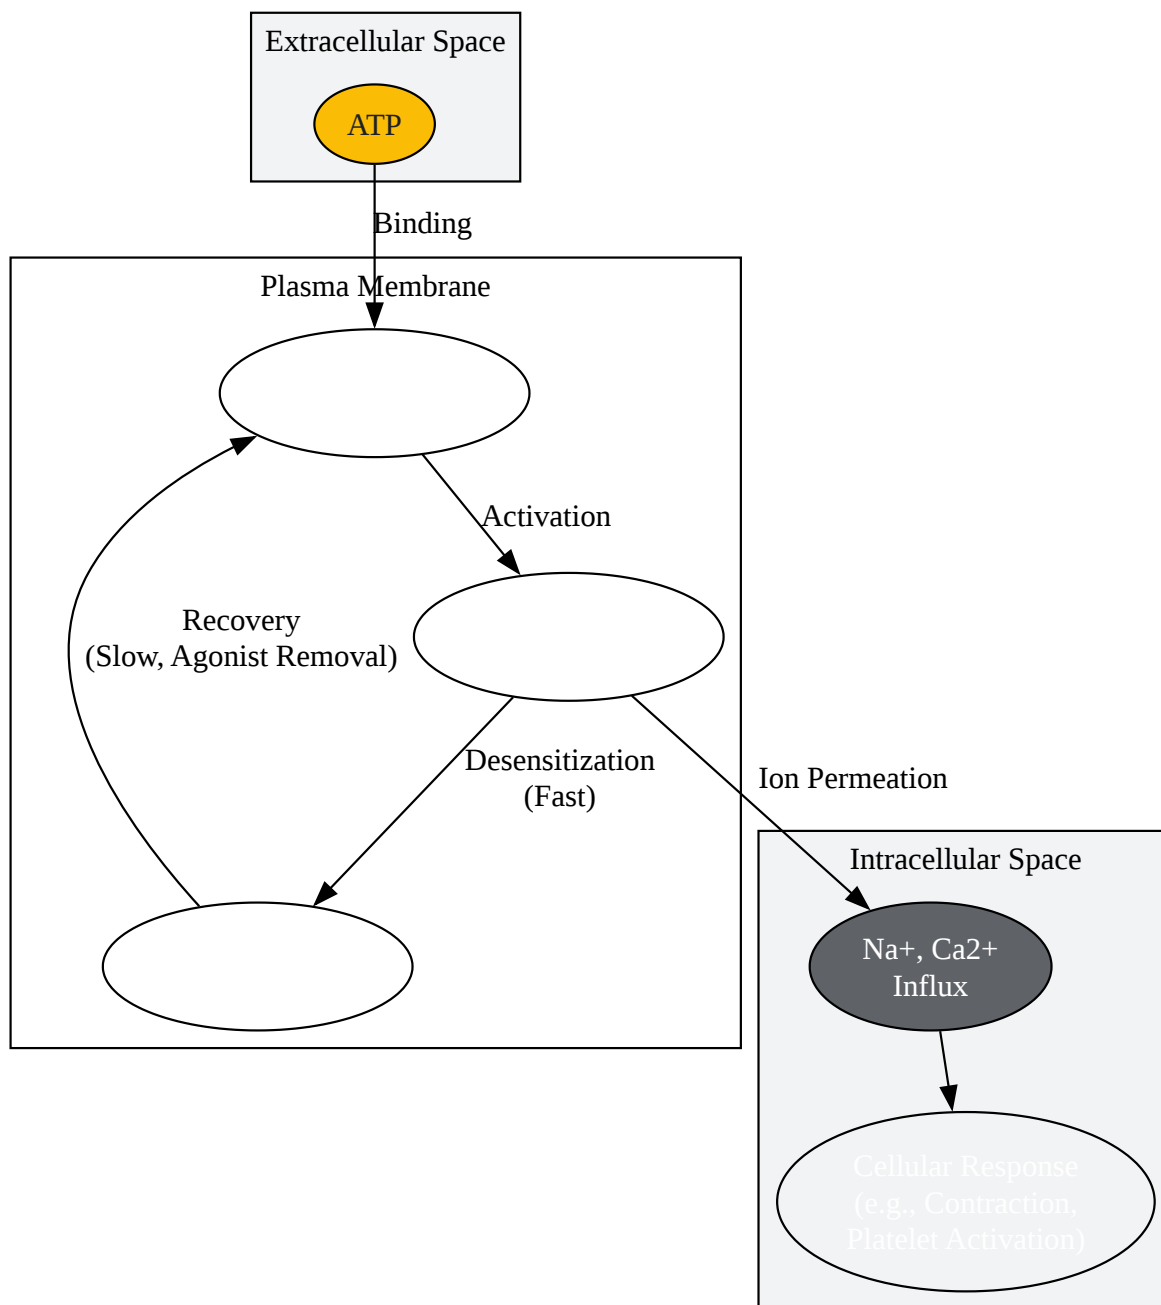 Extracellular Space
ATP
Binding
Plasma Membrane
Activation
Recovery
(Slow, Agonist Removal)
Desensitization
(Fast)
Ion Permeation
Intracellular Space
Na+, Ca2+
Influx
Cellular Response
(e.g., Contraction,
Platelet Activation)